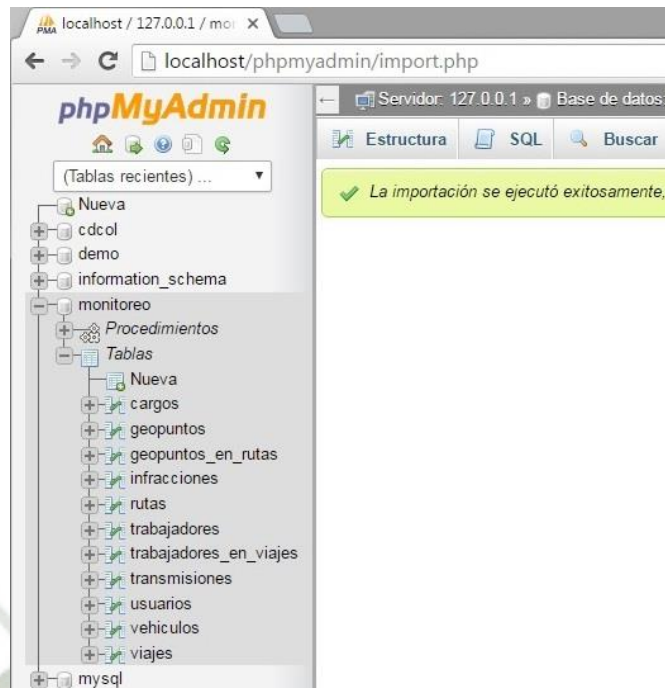 localhost / 127.0.0.1 / mo
localhost/phpmyadmin/import.php
phpMyAdmin
(Tablas recientes) ...
Nueva
cdcol
demo
information_schema
monitoreo
Procedimientos
Tablas
Nueva
cargos
geopuntos
geopuntos_en_rutas
infracciones
rutas
trabajadores
trabajadores_en_viajes
transmisiones
usuarios
vehiculos
viajes
mysql
Servidor: 127.0.0.1 » Base de datos:
Estructura SQL Buscar
La importación se ejecutó exitosamente,